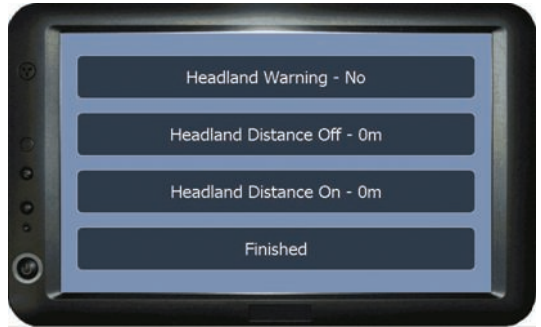 Headland Warning - No
Headland Distance Off - 0m
Headland Distance On - 0m
Finished